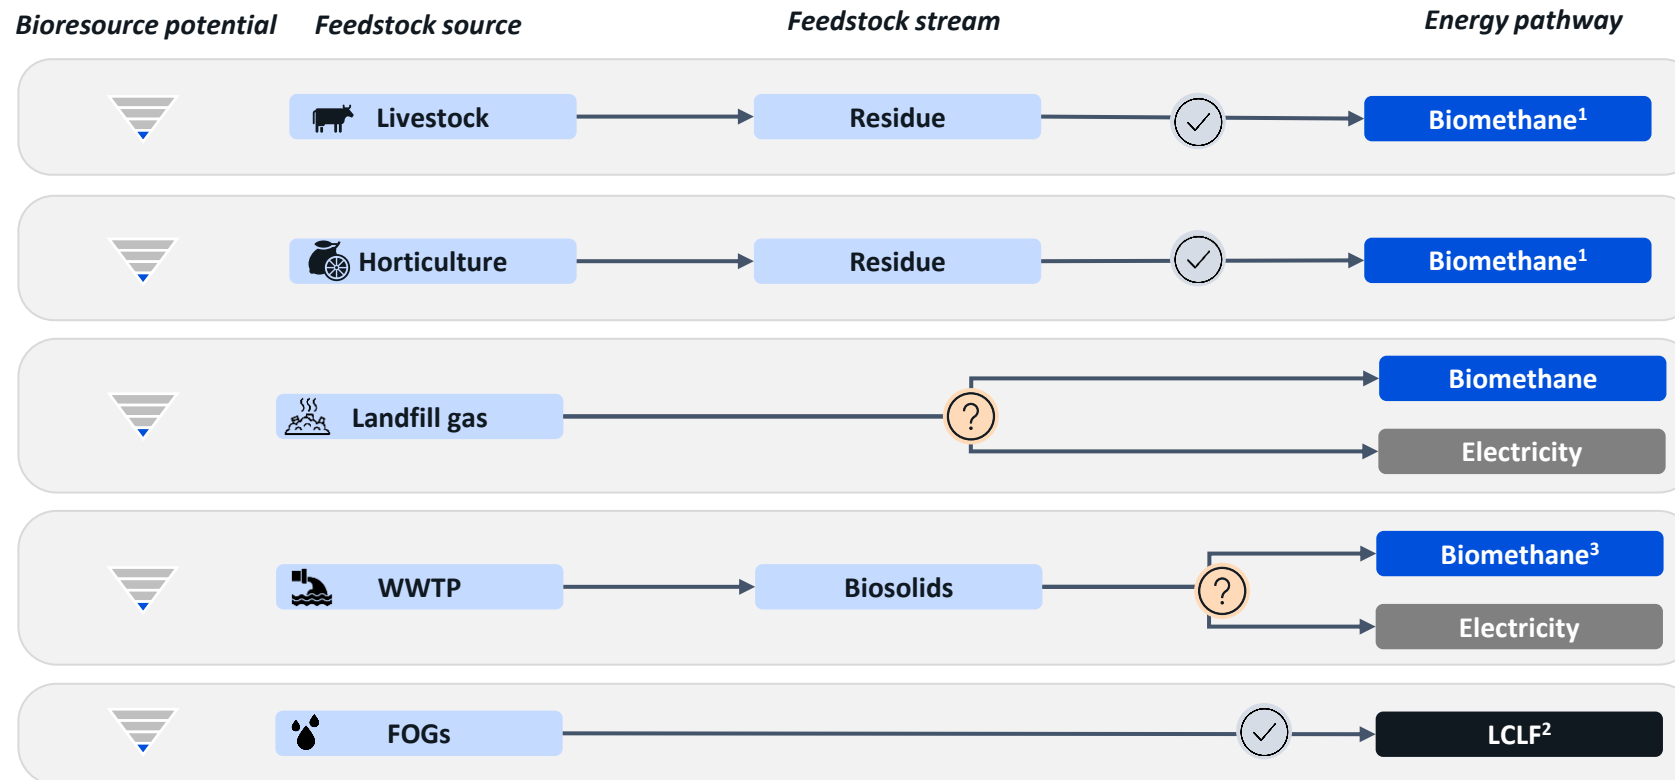 Bioresource potential Feedstock source Feedstock stream Energy pathway
Livestock Residue Biomethane¹
Horticulture Residue Biomethane¹
Biomethane
Landfill gas ?
Electricity
Biomethane³
WWTP Biosolids ?
Electricity
FOGs LCLF²